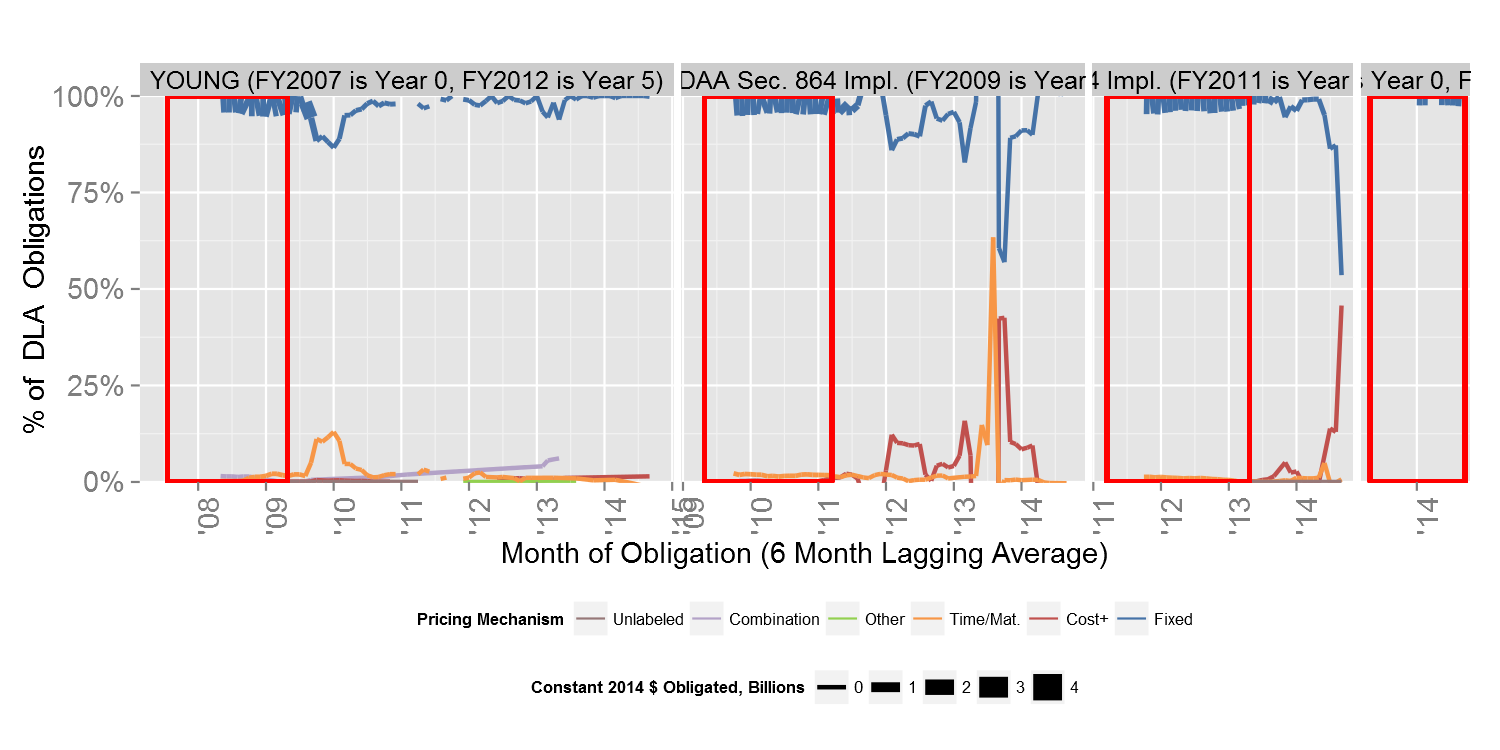 YOUNG (FY2007 is Year 0, FY2012 is Year 5)
DAA Sec. 864 Impl. (FY2009 is Year
4 Impl. (FY2011 is Year
s Year 0, F
100%
75%
50%
25%
0%
% of DLA Obligations
'08 '09 '10 '11 '12 '13 '14 '15
'09 '10 '11 '12 '13 '14
'11 '12 '13 '14
'14
Month of Obligation (6 Month Lagging Average)
Pricing Mechanism Unlabeled Combination Other Time/Mat. Cost+ Fixed
Constant 2014 $ Obligated, Billions 0 1 2 3 4